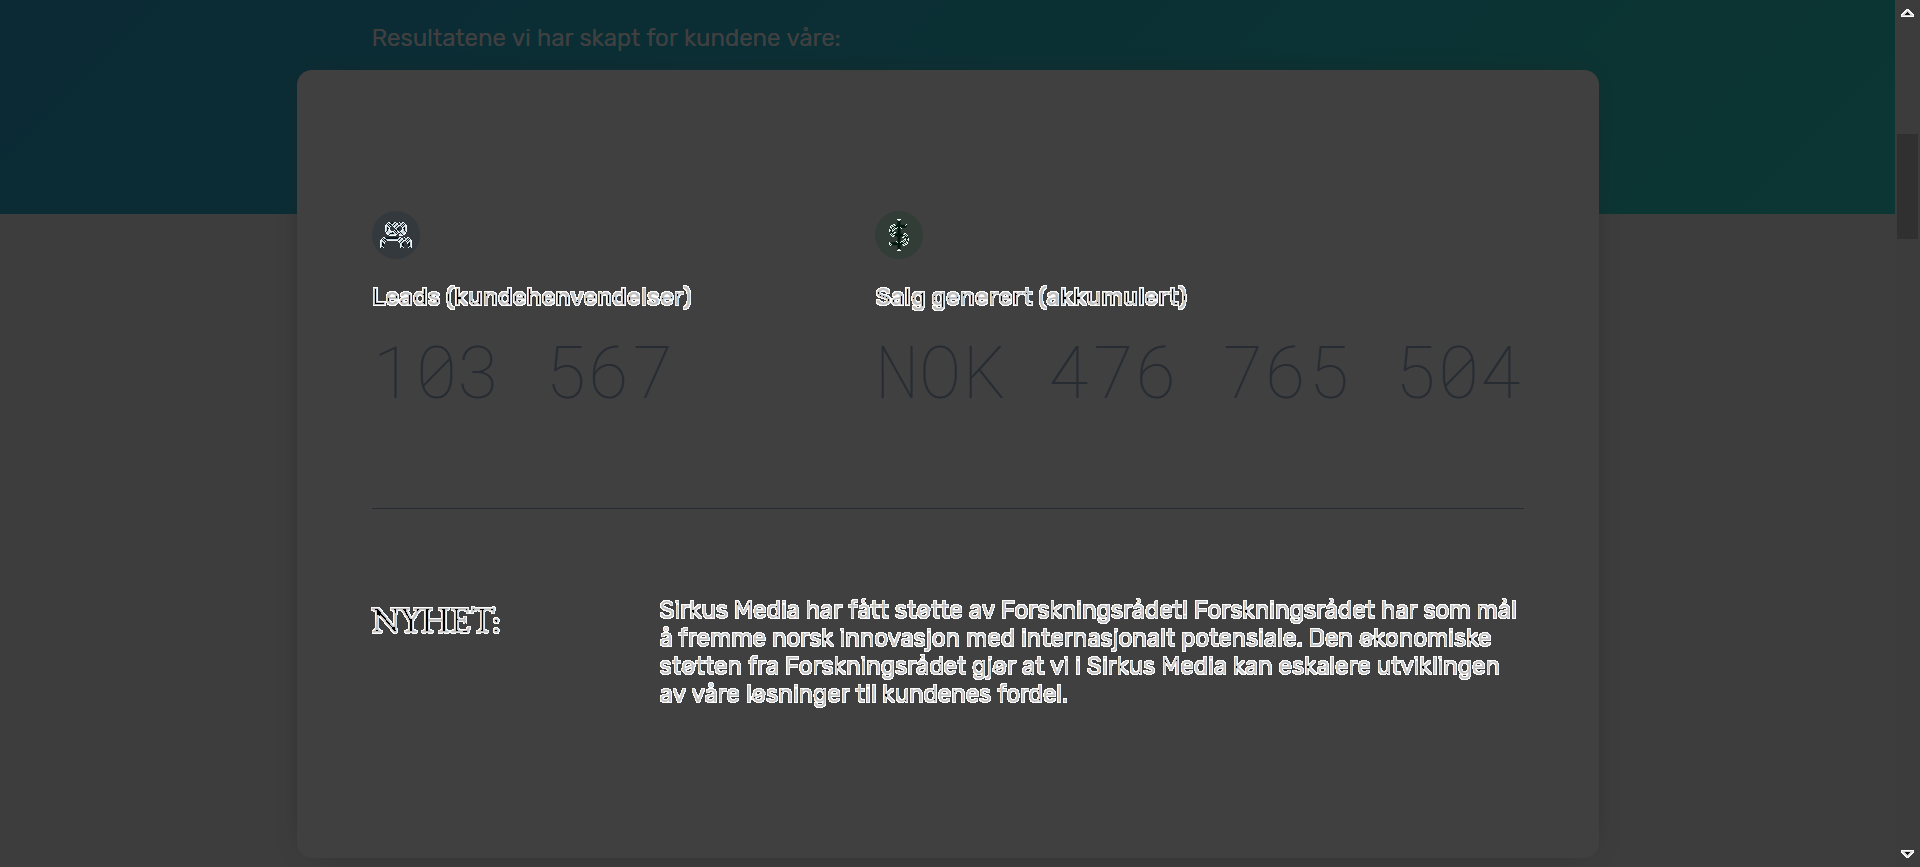 Resultatene vi har skapt for kundene våre:
Leads (kundehenvendelser)
103 567
Salg generert (akkumulert)
NOK 476 765 504
NYHET:
Sirkus Media har fått støtte av Forskningsrådet! Forskningsrådet har som mål
å fremme norsk innovasjon med internasjonalt potensiale. Den økonomiske
støtten fra Forskningsrådet gjør at vi i Sirkus Media kan eskalere utviklingen
av våre løsninger til kundenes fordel.